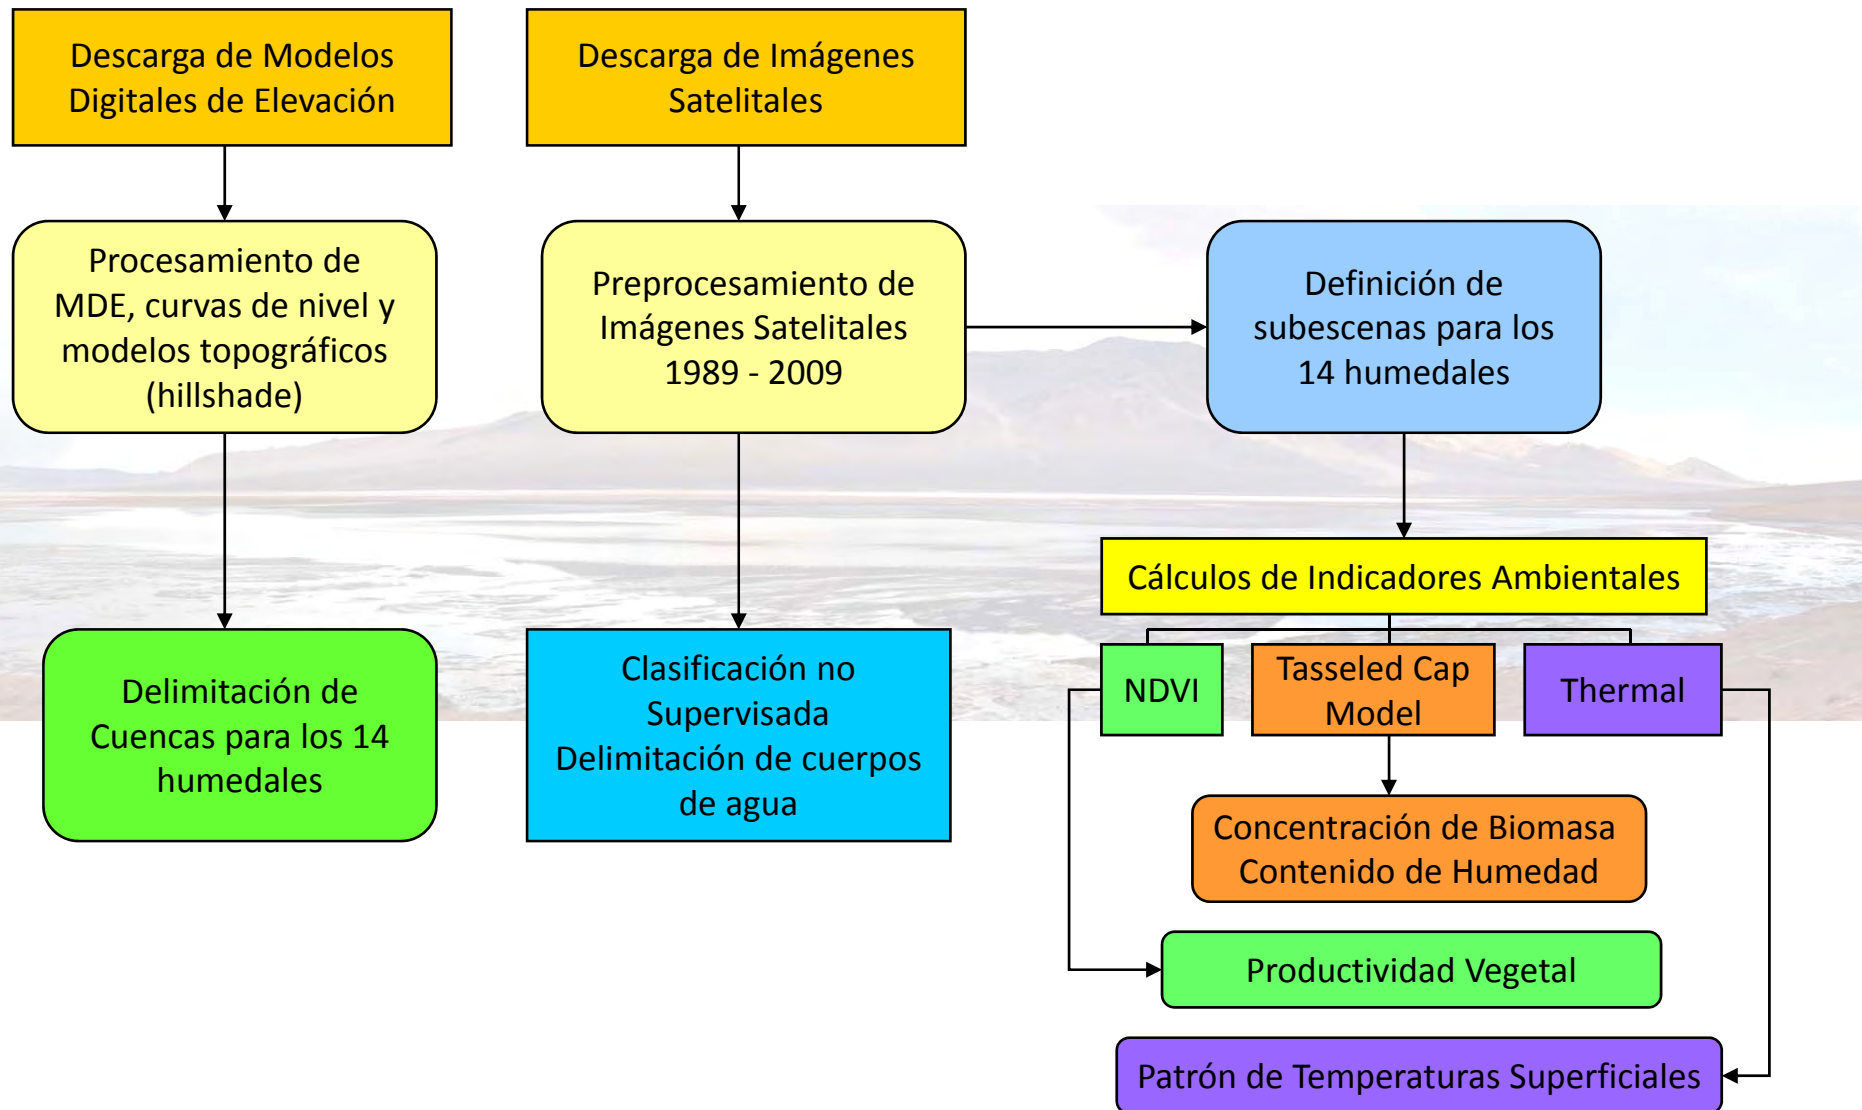 Descarga de Modelos
Digitales de Elevación
Descarga de Imágenes
Satelitales
Procesamiento de
MDE, curvas de nivel y
modelos topográficos
(hillshade)
Preprocesamiento de
Imágenes Satelitales
1989 - 2009
Definición de
subescenas para los
14 humedales
Delimitación de
Cuencas para los 14
humedales
Clasificación no
Supervisada
Delimitación de cuerpos
de agua
Cálculos de Indicadores Ambientales
NDVI
Tasseled Cap
Model
Thermal
Concentración de Biomasa
Contenido de Humedad
Productividad Vegetal
Patrón de Temperaturas Superficiales